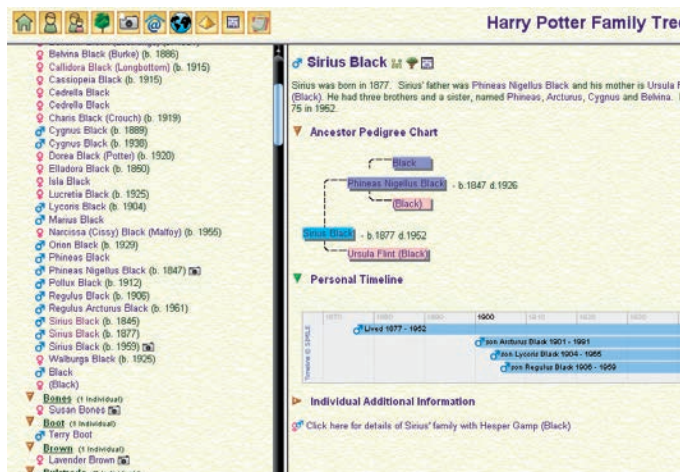 Harry Potter Family Tre
Belvina Black (Burke) (b. 1886)
Callidora Black (Longbottom) (b. 1915)
Cassiopeia Black (b. 1915)
Cedrella Black
Cedrella Black
Charis Black (Crouch) (b. 1919)
Cygnus Black (b. 1889)
Cygnus Black (b. 1938)
Dorea Black (Potter) (b. 1920)
Elladora Black (b. 1850)
Isla Black
Lucretia Black (b. 1925)
Lycoris Black (b. 1904)
Marius Black
Narcissa (Cissy) Black (Malfoy) (b. 1955)
Orion Black (b. 1929)
Phineas Black
Phineas Nigellus Black (b. 1847)
Pollux Black (b. 1912)
Regulus Black (b. 1906)
Regulus Arcturus Black (b. 1961)
Sirius Black (b. 1845)
Sirius Black (b. 1877)
Sirius Black (b. 1959)
Walburga Black (b. 1925)
Black
(Black)
Bones (1 Individual)
Susan Bones
Boot (1 Individual)
Terry Boot
Brown (1 Individual)
Lavender Brown
Sirius Black
Sirius was born in 1877. Sirius' father was Phineas Nigellus Black and his mother is Ursula F
(Black). He had three brothers and a sister, named Phineas, Arcturus, Cygnus and Belvina.
75 in 1952.
Ancestor Pedigree Chart
Black
Phineas Nigellus Black - b.1847 d.1926
(Black)
Sirius Black - b.1877 d.1952
Ursula Flint (Black)
Personal Timeline
1870 1880 1890 1900 1910 1920 1930
Timeline © SIMILE
Lived 1877 - 1952
son Arcturus Black 1901 - 1991
son Lycoris Black 1904 - 1965
son Regulus Black 1906 - 1959
Individual Additional Information
Click here for details of Sirius' family with Hesper Gamp (Black)